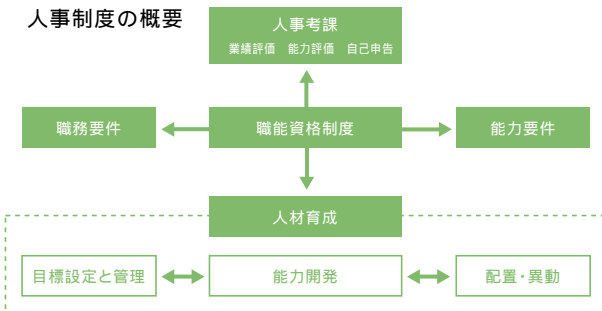 人事制度の概要
人事考課
業績評価 能力評価 自己申告
職務要件
職能資格制度
能力要件
人材育成
目標設定と管理
能力開発
配置・異動